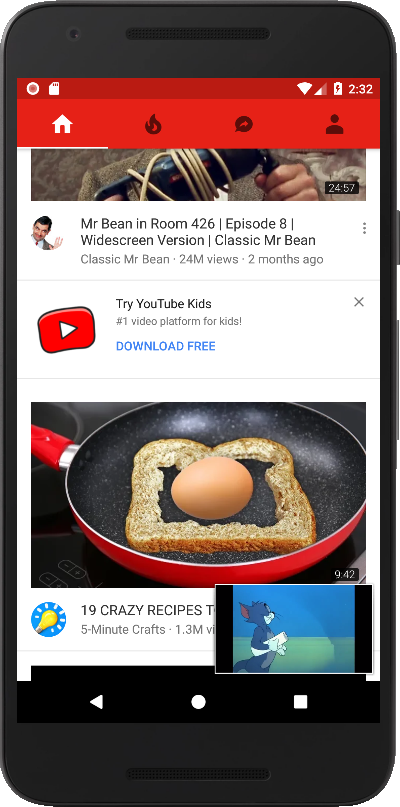 2:32
24:57
Mr Bean in Room 426 | Episode 8 |
Widescreen Version | Classic Mr Bean
Classic Mr Bean · 24M views · 2 months ago
Try YouTube Kids
#1 video platform for kids!
DOWNLOAD FREE
9:42
19 CRAZY RECIPES
5-Minute Crafts · 1.3M